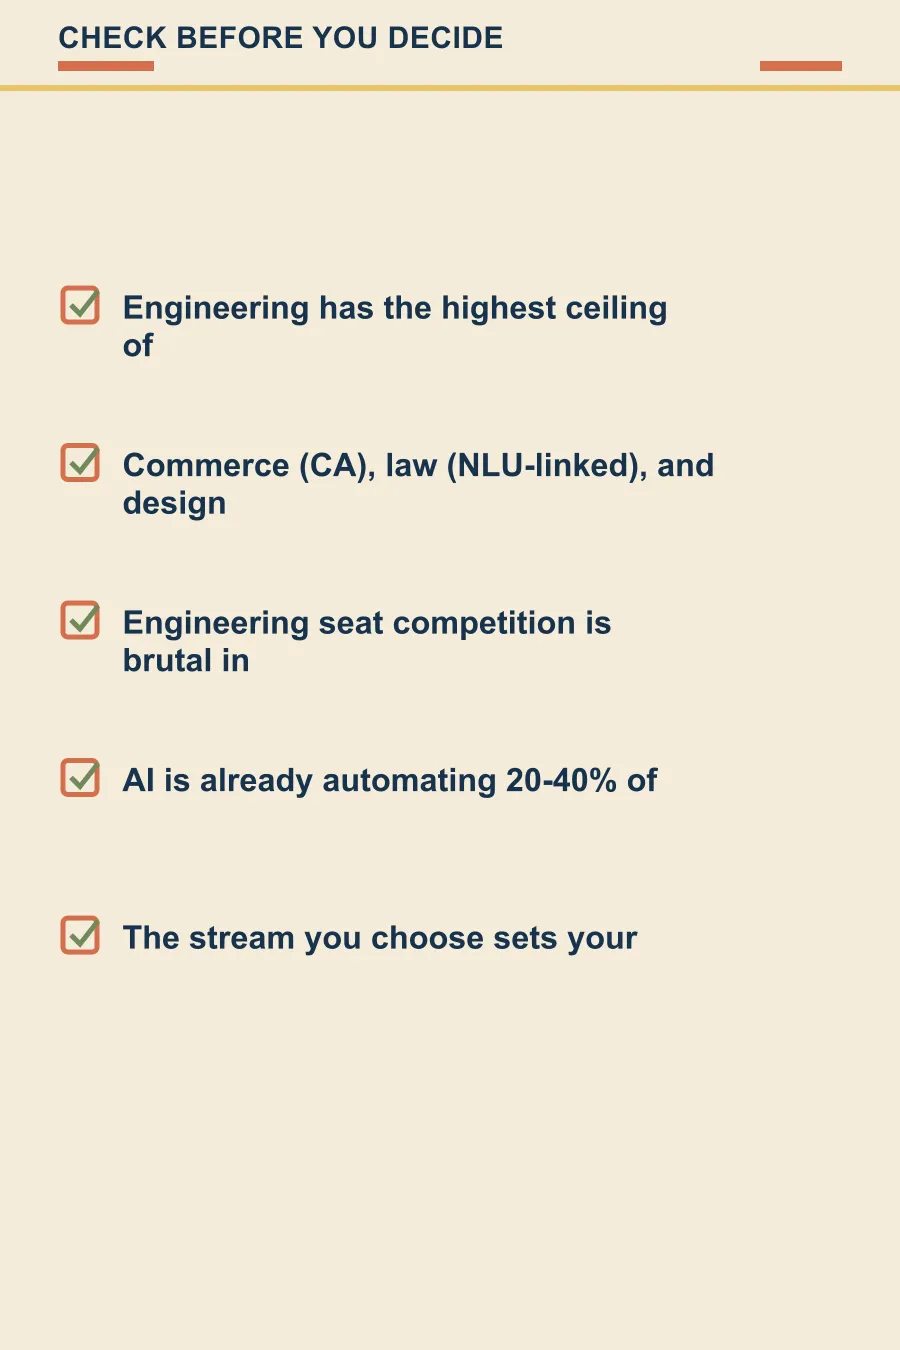 CHECK BEFORE YOU DECIDE
Engineering has the highest ceiling
of
Commerce (CA), law (NLU-linked), and
design
Engineering seat competition is
brutal in
AI is already automating 20-40% of
The stream you choose sets your